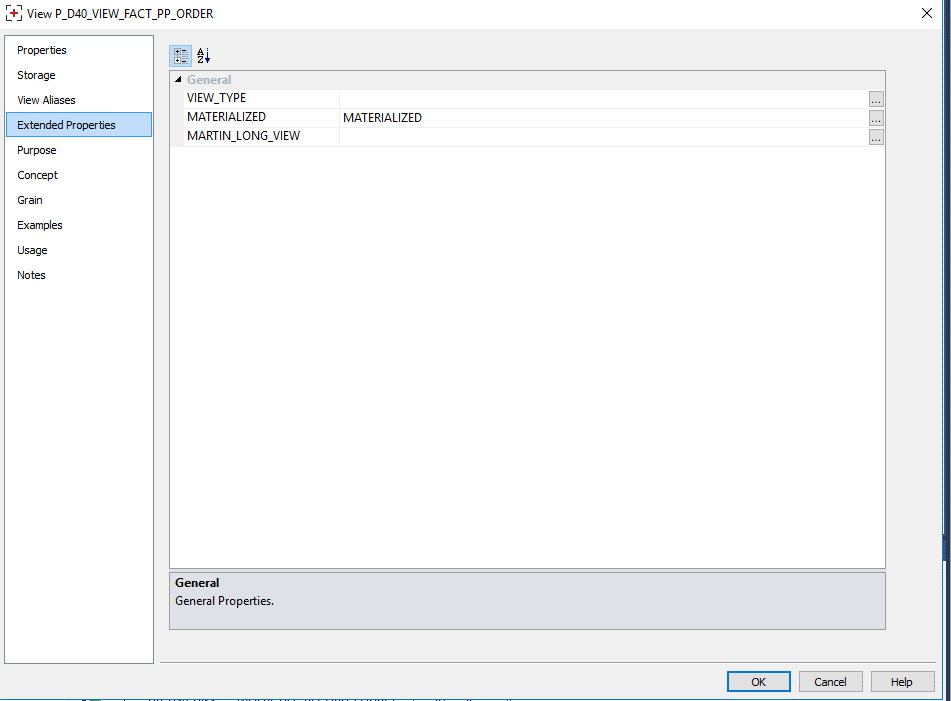 View P_D40_VIEW_FACT_PP_ORDER
Properties
Storage
View Aliases
Extended Properties
Purpose
Concept
Grain
Examples
Usage
Notes
General
VIEW_TYPE
...
MATERIALIZED MATERIALIZED
...
MARTIN_LONG_VIEW
...
General
General Properties.
OK Cancel Help